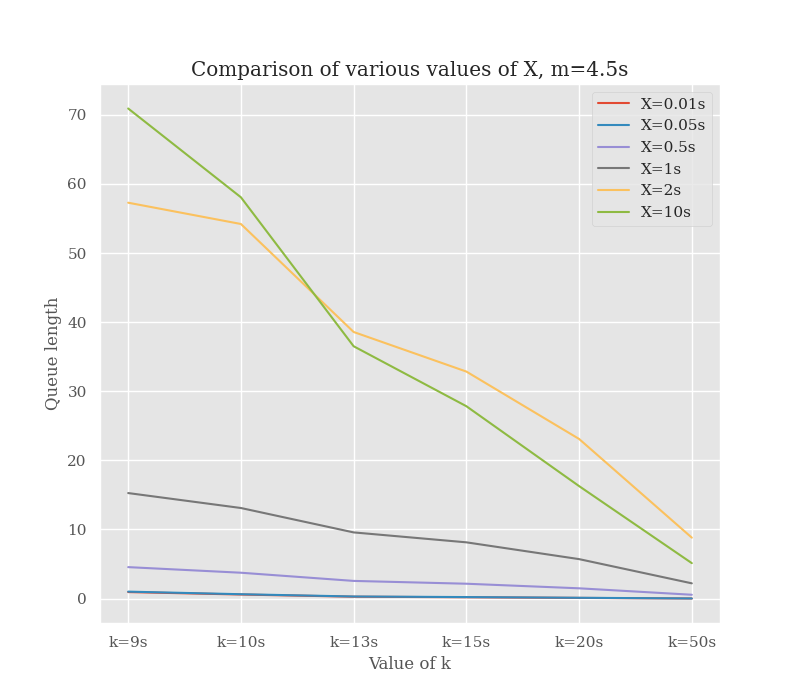 Comparison of various values of X, m=4.5s
X=0.01s
X=0.05s
X=0.5s
X=1s
X=2s
X=10s
Queue length
70
60
50
40
30
20
10
0
k=9s
k=10s
k=13s
k=15s
k=20s
k=50s
Value of k